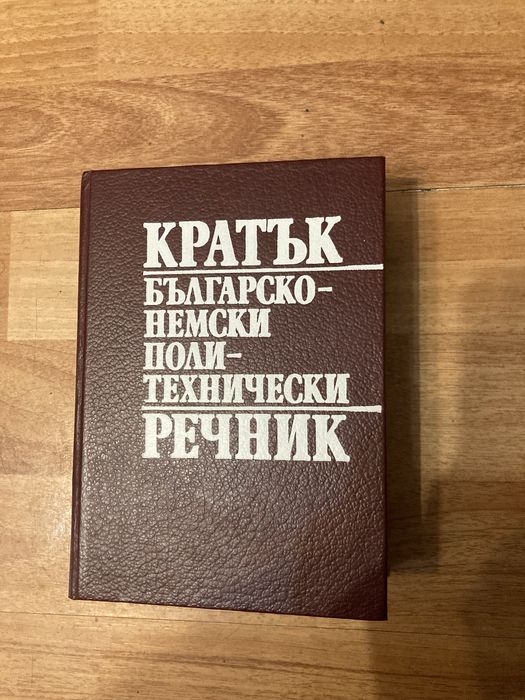 КРАТЪК
БЪЛГАРСКО-
НЕМСКИ
ПОЛИ-
ТЕХНИЧЕСКИ
РЕЧНИК